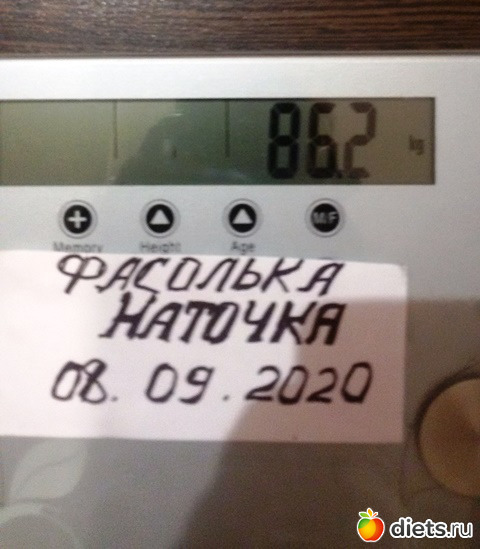 86.2 kg
Memory Height Age M/F
ФАСОЛЬКА
НАТОЧКА
08.09.2020
diets.ru